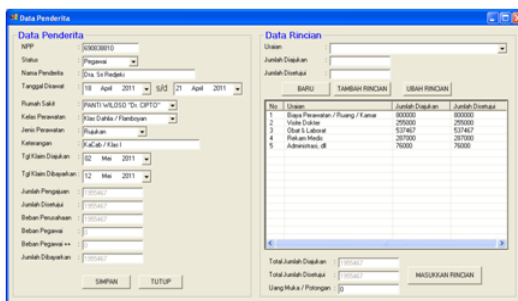 Data Penderita
Data Penderita
NPP : 690830810
Status : Pegawai
Nama Penderita : Dra. Sri Redjeki
Tanggal Dirawat : 18 April 2011 s/d 21 April 2011
Rumah Sakit : PANTI WILOSO "Dr. CIPTO"
Kelas Perawatan : Klas Dahlia / Flamboyan
Jenis Perawatan : Rujukan
Keterangan : KaCab / Klas I
Tgl Klaim Diajukan : 02 Mei 2011
Tgl Klaim Dibayarkan : 12 Mei 2011
Jumlah Pengajuan : 1955467
Jumlah Disetujui : 1955467
Beban Perusahaan : 1955467
Beban Pegawai : 0
Beban Pegawai ++ : 0
Jumlah Dibayarkan : 1955467
SIMPAN TUTUP
Data Rincian
Uraian :
Jumlah Diajukan :
Jumlah Disetujui :
BARU TAMBAH RINCIAN UBAH RINCIAN
No Uraian Jumlah Diajukan Jumlah Disetujui
1 Biaya Perawatan / Ruang / Kamar 800000 800000
2 Visite Dokter 255000 255000
3 Obat & Laborat 537467 537467
4 Rekam Medis 287000 287000
5 Administrasi, dll 76000 76000
Total Jumlah Diajukan : 1955467
Total Jumlah Disetujui : 1955467
Uang Muka / Potongan : 0
MASUKKAN RINCIAN